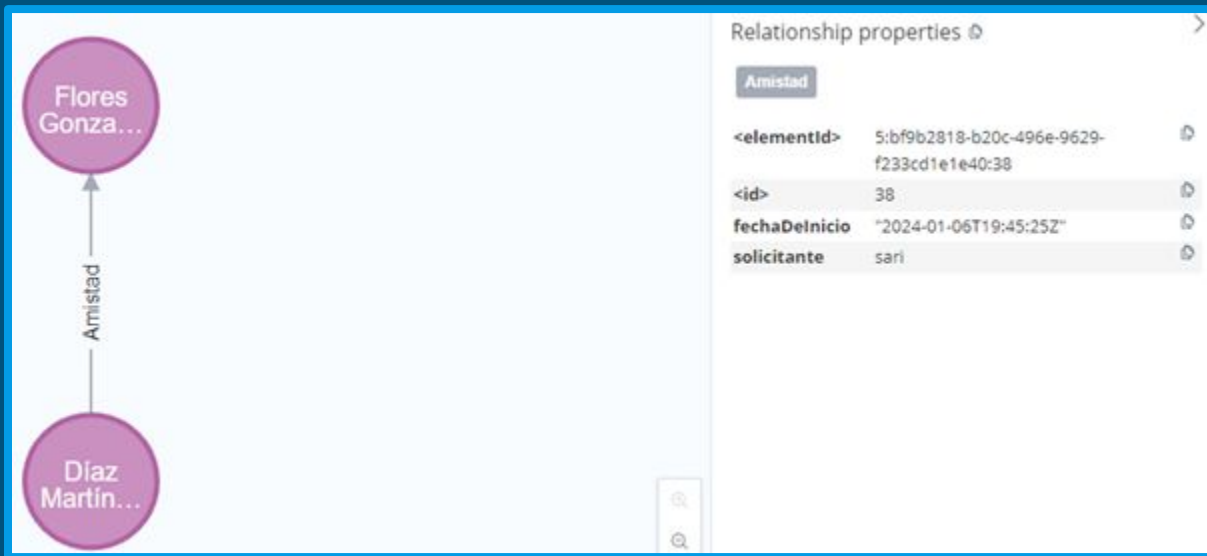 Flores
Gonza...
Amistad
Díaz
Martín...
Relationship properties
Amistad
<elementId> 5:bf9b2818-b20c-496e-9629-
f233cd1e1e40:38
<id> 38
fechaDeInicio "2024-01-06T19:45:25Z"
solicitante sari